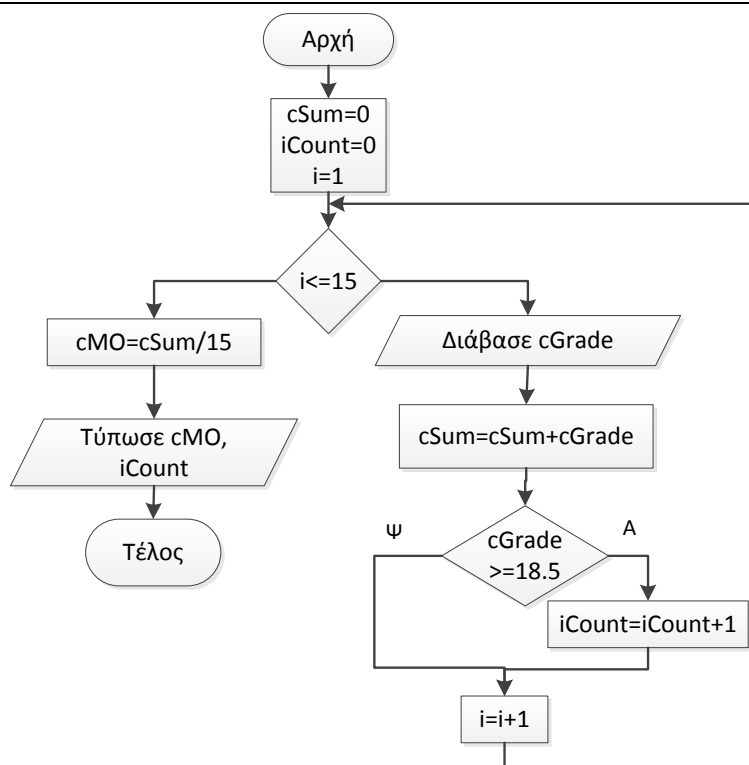 Αρχή
cSum=0
iCount=0
i=1
i<=15
cMO=cSum/15
Διάβασε cGrade
Τύπωσε cMO,
iCount
cSum=cSum+cGrade
Τέλος
Ψ
cGrade
>=18.5
Α
iCount=iCount+1
i=i+1